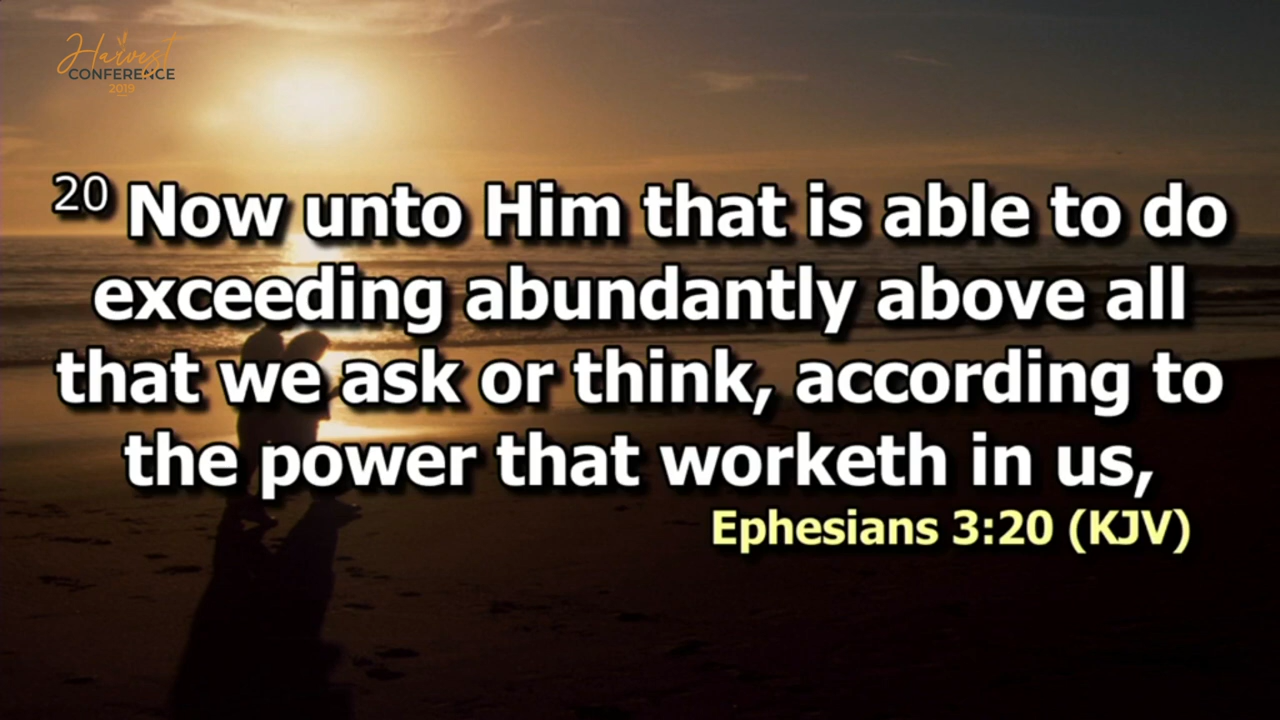 Harvest
CONFERENCE
2019
20 Now unto Him that is able to do
exceeding abundantly above all
that we ask or think, according to
the power that worketh in us,
Ephesians 3:20 (KJV)